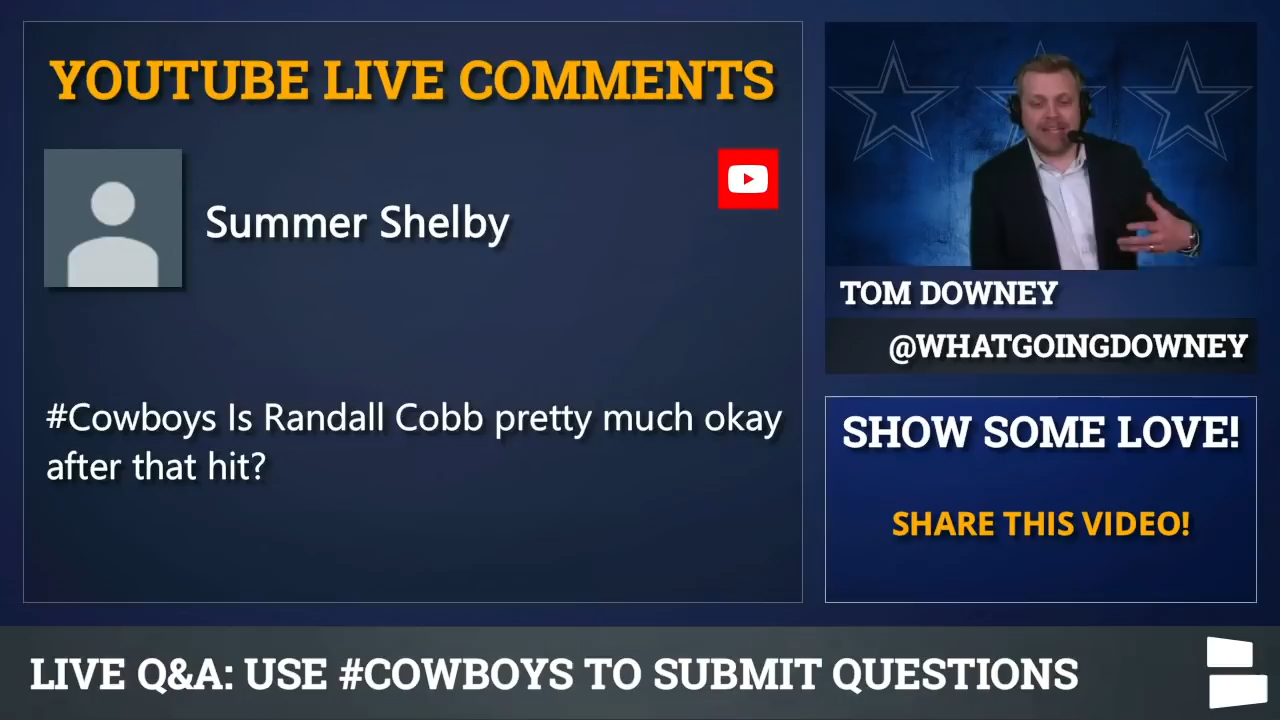 YOUTUBE LIVE COMMENTS
Summer Shelby
#Cowboys Is Randall Cobb pretty much okay
after that hit?
TOM DOWNEY
@WHATGOINGDOWNEY
SHOW SOME LOVE!
SHARE THIS VIDEO!
LIVE Q&A: USE #COWBOYS TO SUBMIT QUESTIONS